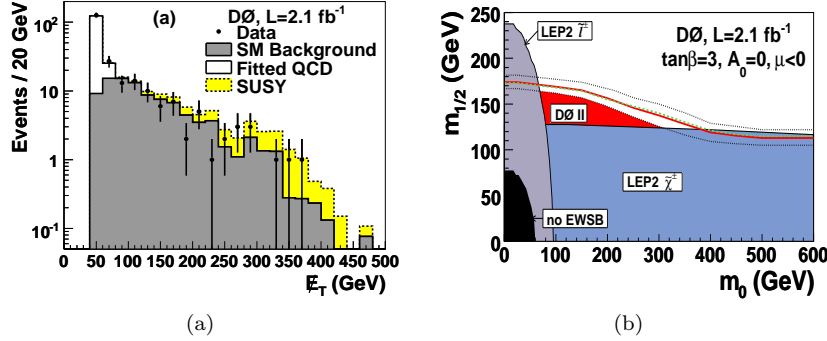 (a)
DØ, L=2.1 fb⁻¹
Data
SM Background
Fitted QCD
SUSY
Events / 20 GeV
10²
10
1
10⁻¹
0 50 100 150 200 250 300 350 400 450 500
E̸_T (GeV)
(a)
LEP2 l̃±
DØ, L=2.1 fb⁻¹
tanβ=3, A₀=0, μ<0
DØ II
LEP2 χ̃±
no EWSB
m₁/₂ (GeV)
250
200
150
100
50
0
0 100 200 300 400 500 600
m₀ (GeV)
(b)